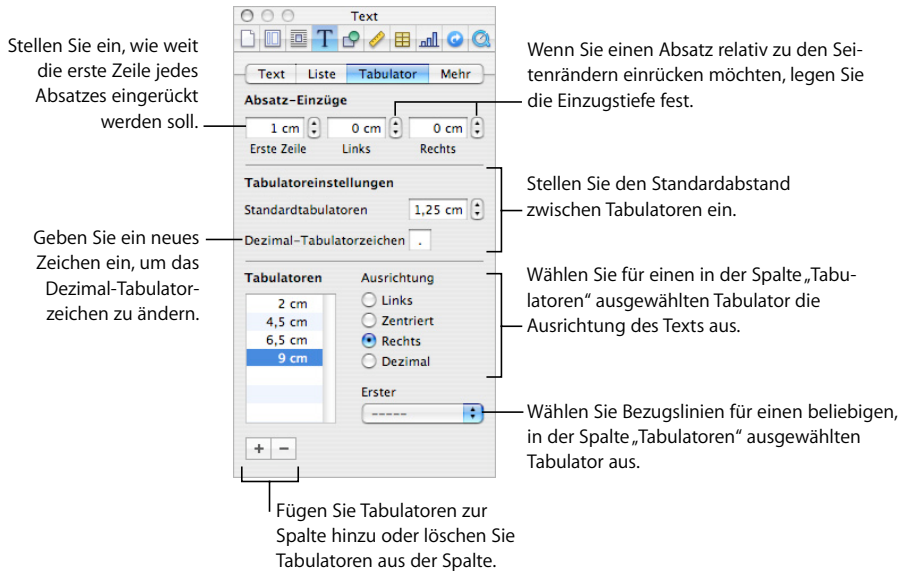 Text
Text Liste Tabulator Mehr
Absatz-Einzüge
1 cm 0 cm 0 cm
Erste Zeile Links Rechts
Tabulatoreinstellungen
Standardtabulatoren 1,25 cm
Dezimal-Tabulatorzeichen .
Tabulatoren
2 cm
4,5 cm
6,5 cm
9 cm
+ −
Ausrichtung
Links
Zentriert
Rechts
Dezimal
Erster
-----
Stellen Sie ein, wie weit
die erste Zeile jedes
Absatzes eingerückt
werden soll.
Geben Sie ein neues
Zeichen ein, um das
Dezimal-Tabulator-
zeichen zu ändern.
Wenn Sie einen Absatz relativ zu den Sei-
tenrändern einrücken möchten, legen Sie
die Einzugstiefe fest.
Stellen Sie den Standardabstand
zwischen Tabulatoren ein.
Wählen Sie für einen in der Spalte „Tabu-
latoren“ ausgewählten Tabulator die
Ausrichtung des Texts aus.
Wählen Sie Bezugslinien für einen beliebigen,
in der Spalte „Tabulatoren“ ausgewählten
Tabulator aus.
Fügen Sie Tabulatoren zur
Spalte hinzu oder löschen Sie
Tabulatoren aus der Spalte.